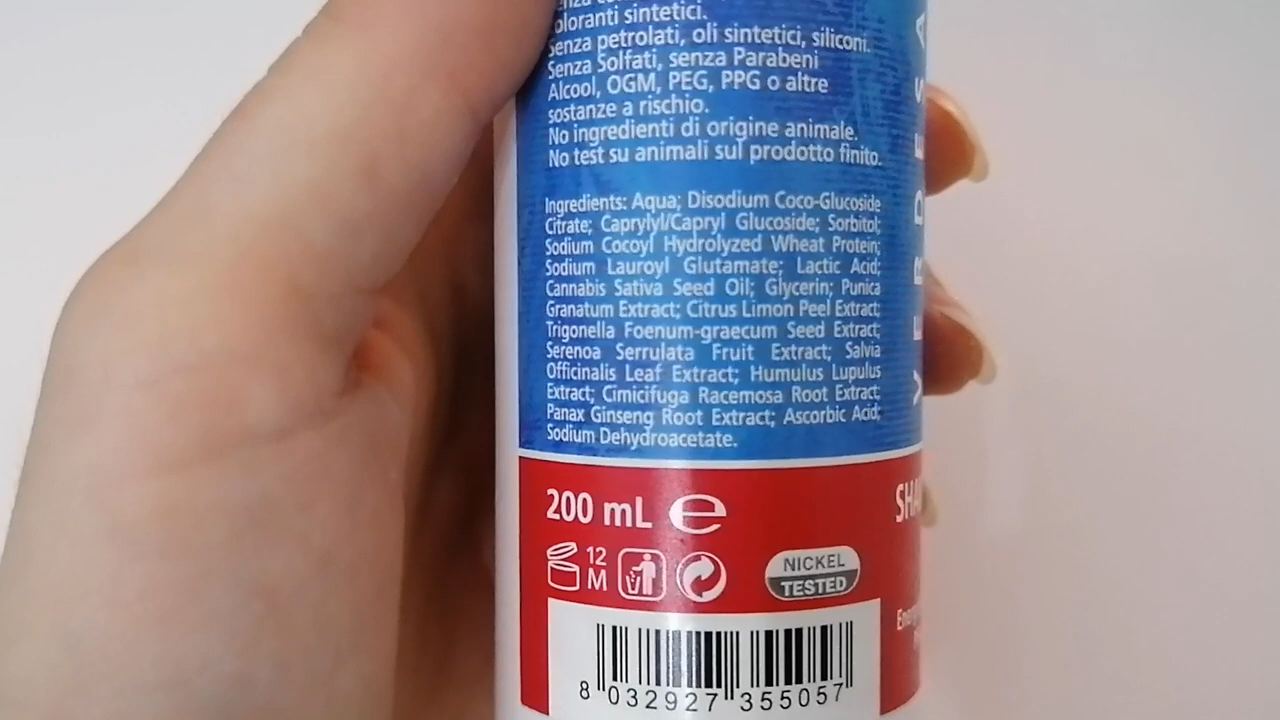 coloranti sintetici.
Senza petrolati, oli sintetici, siliconi.
Senza Solfati, senza Parabeni
Alcool, OGM, PEG, PPG o altre
sostanze a rischio.
No ingredienti di origine animale.
No test su animali sul prodotto finito.
Ingredients: Aqua; Disodium Coco-Glucoside
Citrate; Caprylyl/Capryl Glucoside; Sorbitol;
Sodium Cocoyl Hydrolyzed Wheat Protein;
Sodium Lauroyl Glutamate; Lactic Acid;
Cannabis Sativa Seed Oil; Glycerin; Punica
Granatum Extract; Citrus Limon Peel Extract;
Trigonella Foenum-graecum Seed Extract;
Serenoa Serrulata Fruit Extract; Salvia
Officinalis Leaf Extract; Humulus Lupulus
Extract; Cimicifuga Racemosa Root Extract;
Panax Ginseng Root Extract; Ascorbic Acid;
Sodium Dehydroacetate.
200 mL e
12
M
NICKEL
TESTED
8 032927 355057
VERDESA
SHA